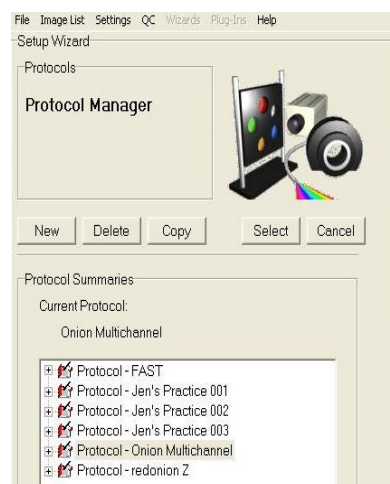 File Image List Settings QC Wizards Plug-Ins Help
Setup Wizard
Protocols
Protocol Manager
New Delete Copy Select Cancel
Protocol Summaries
Current Protocol:
Onion Multichannel
Protocol - FAST
Protocol - Jen's Practice 001
Protocol - Jen's Practice 002
Protocol - Jen's Practice 003
Protocol - Onion Multichannel
Protocol - redonion Z